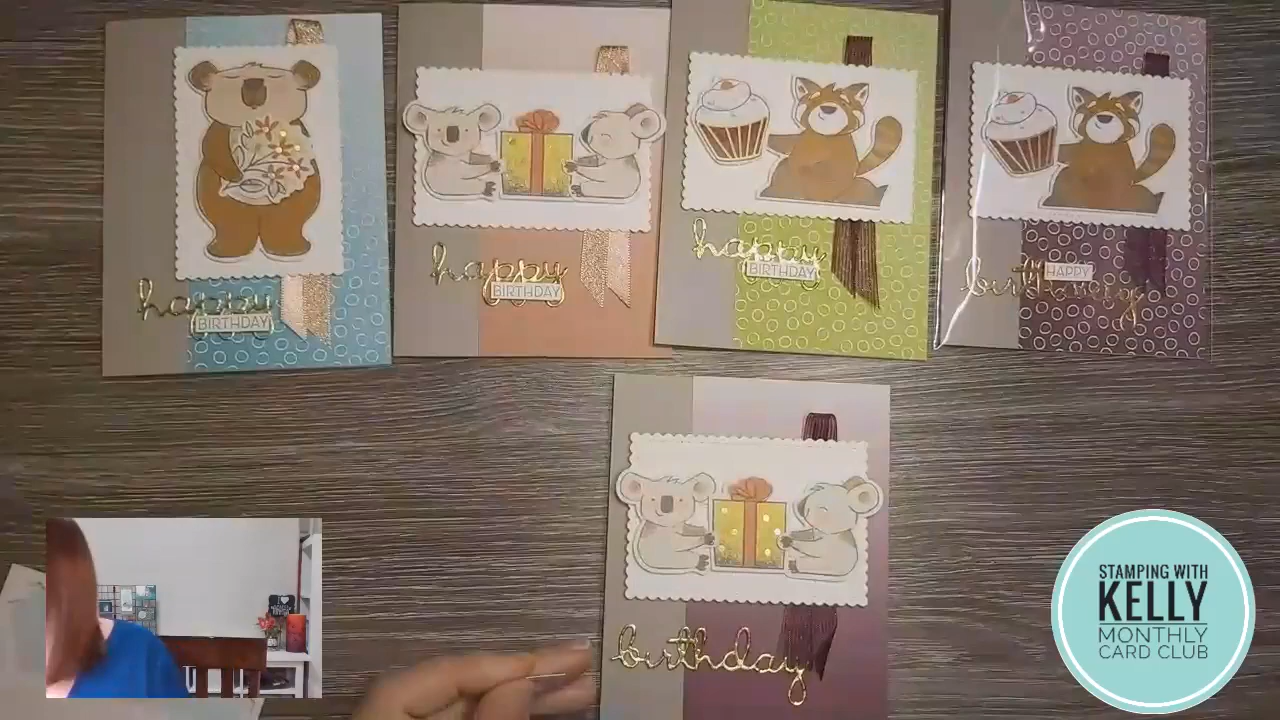 happy
BIRTHDAY
happy
BIRTHDAY
happy
BIRTHDAY
birthday
HAPPY
birthday
STAMPING WITH
KELLY
MONTHLY
CARD CLUB